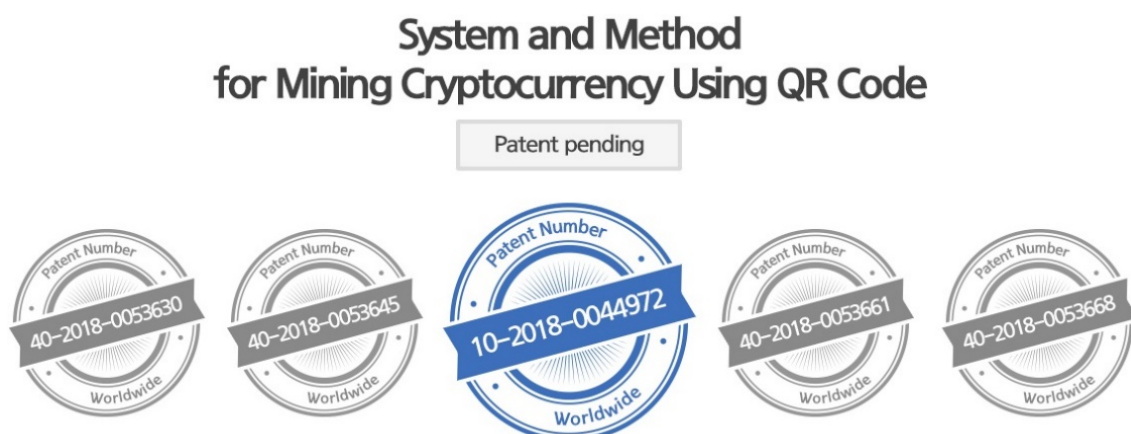 System and Method
for Mining Cryptocurrency Using QR Code
Patent pending
Patent Number
40-2018-0053630
Worldwide
Patent Number
40-2018-0053645
Worldwide
Patent Number
10-2018-0044972
Worldwide
Patent Number
40-2018-0053661
Worldwide
Patent Number
40-2018-0053668
Worldwide